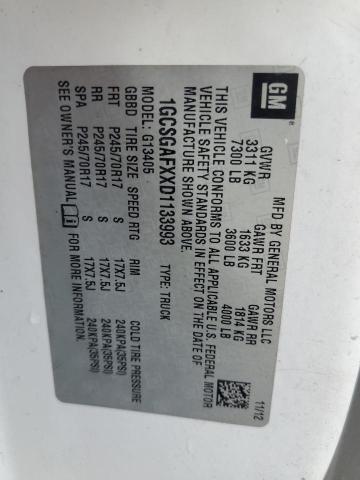 GM
MFD BY GENERAL MOTORS LLC
11/12
GVWR GAWR FRT GAWR RR
3311 KG 1633 KG 1814 KG
7300 LB 3600 LB 4000 LB
THIS VEHICLE CONFORMS TO ALL APPLICABLE U.S. FEDERAL MOTOR
VEHICLE SAFETY STANDARDS IN EFFECT ON THE DATE OF
MANUFACTURE SHOWN ABOVE.
1GCSGAFXXD1133993 TYPE: TRUCK
MODEL: G13405
GBBD TIRE SIZE SPEED RTG RIM COLD TIRE PRESSURE
FRT P245/70R17 S 17X7.5J 240KPA(35PSI)
RR P245/70R17 S 17X7.5J 240KPA(35PSI)
SPA P245/70R17 S 17X7.5J 240KPA(35PSI)
SEE OWNER'S MANUAL FOR MORE INFORMATION.